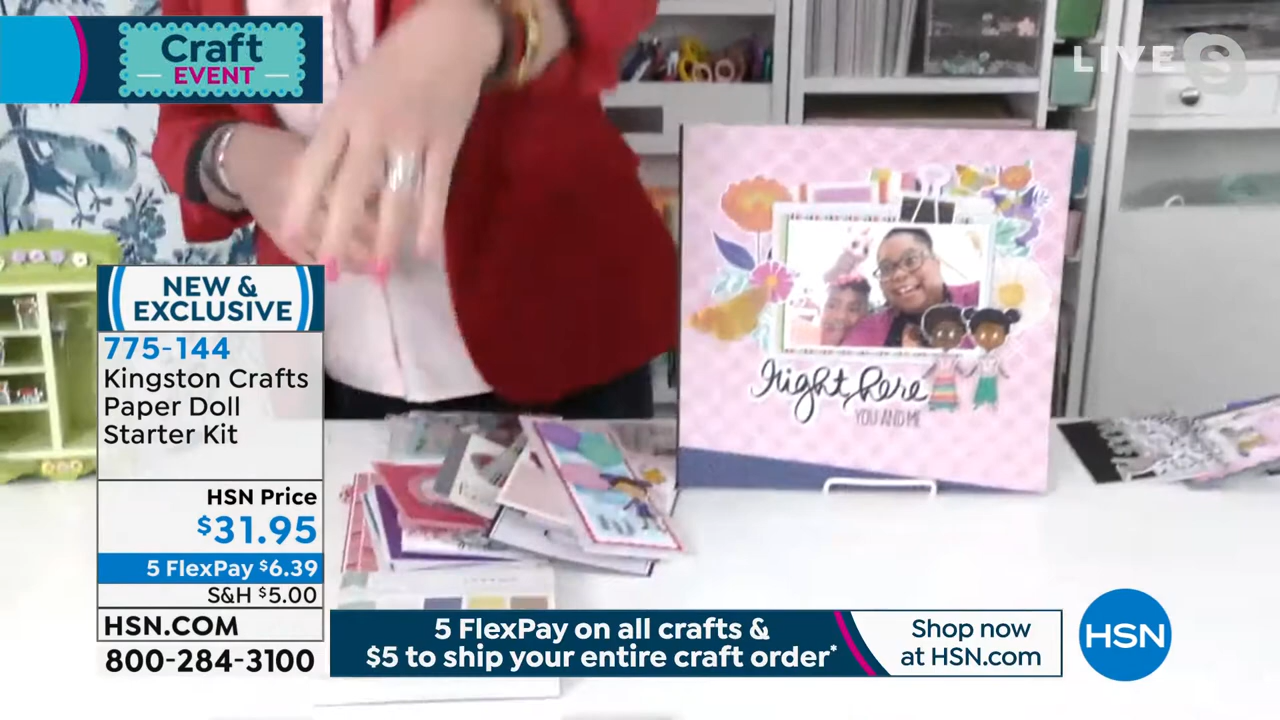 Craft
EVENT
LIVE S
NEW &
EXCLUSIVE
775-144
Kingston Crafts
Paper Doll
Starter Kit
HSN Price
$31.95
5 FlexPay $6.39
S&H $5.00
HSN.COM
800-284-3100
right here
YOU AND ME
5 FlexPay on all crafts &
$5 to ship your entire craft order*
Shop now
at HSN.com
HSN